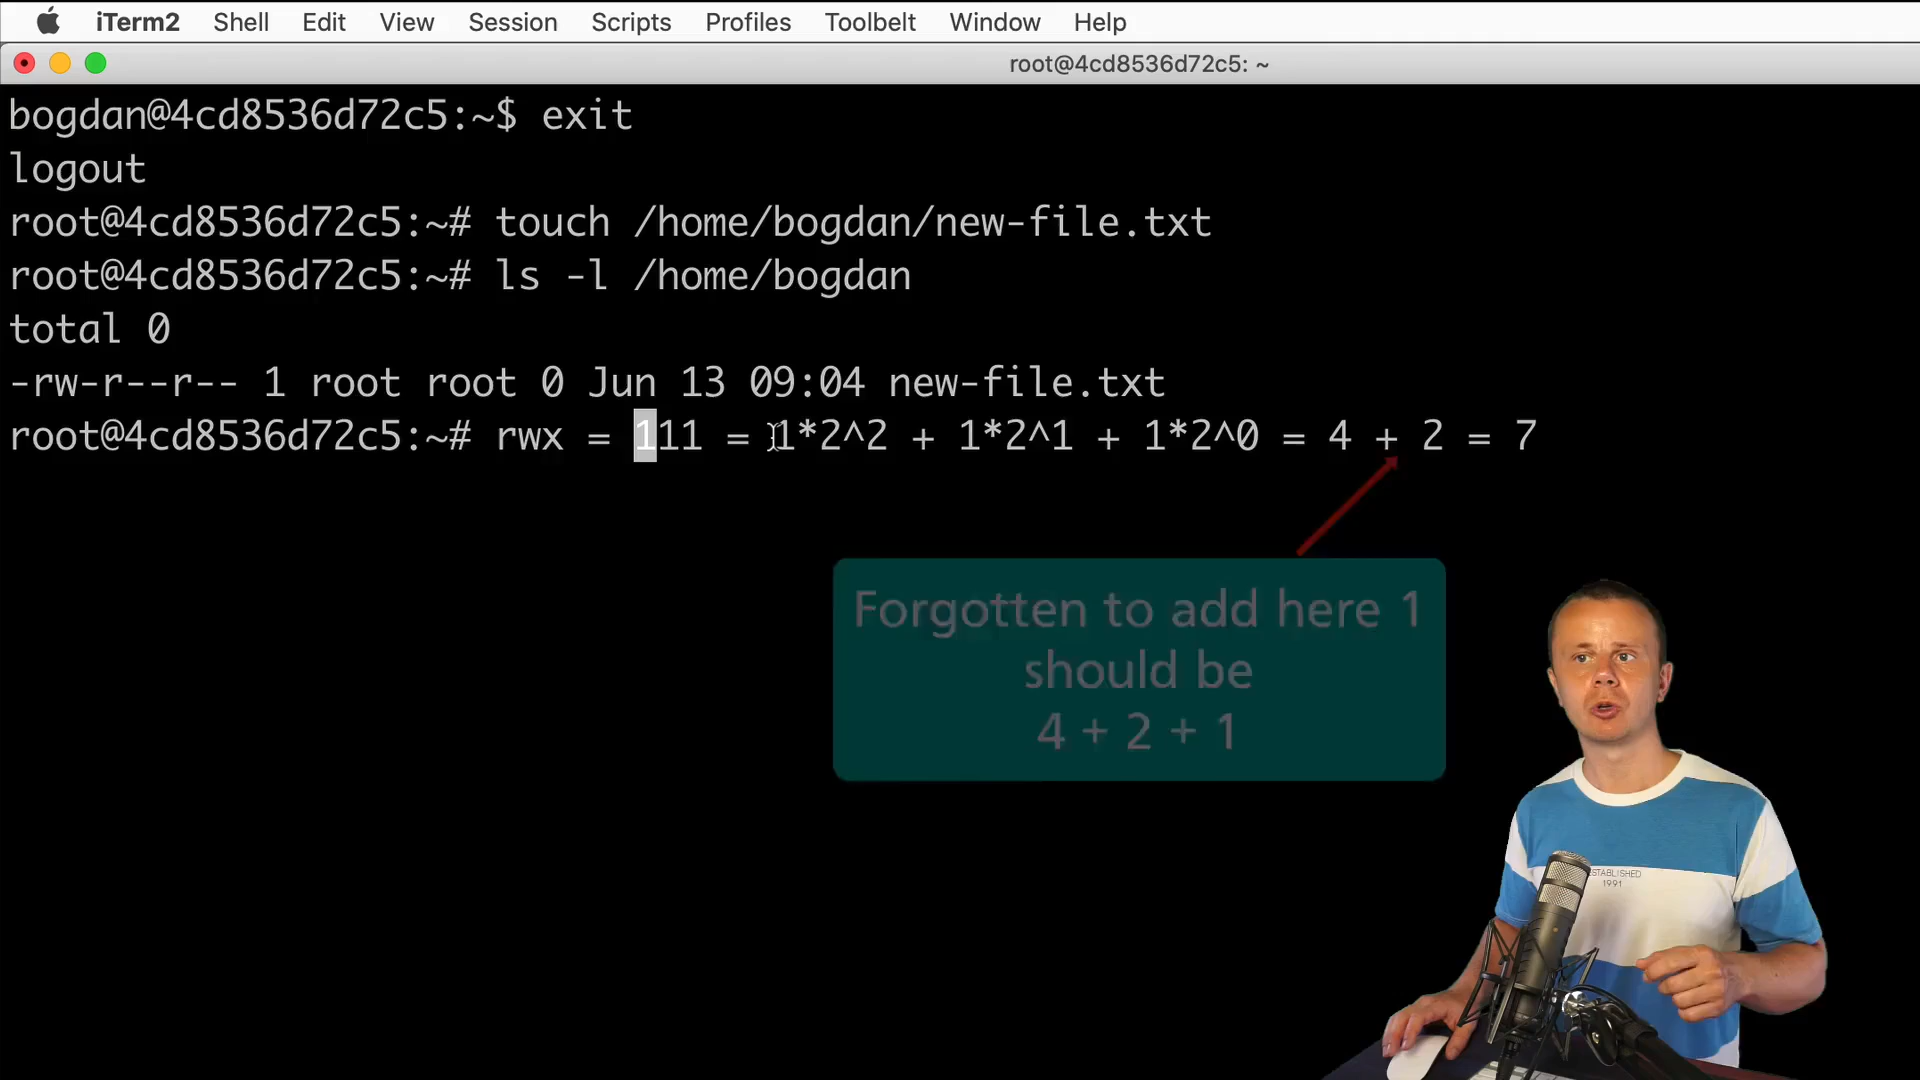 iTerm2 Shell Edit View Session Scripts Profiles Toolbelt Window Help
root@4cd8536d72c5: ~
bogdan@4cd8536d72c5:~$ exit
logout
root@4cd8536d72c5:~# touch /home/bogdan/new-file.txt
root@4cd8536d72c5:~# ls -l /home/bogdan
total 0
-rw-r--r-- 1 root root 0 Jun 13 09:04 new-file.txt
root@4cd8536d72c5:~# rwx = 111 = 1*2^2 + 1*2^1 + 1*2^0 = 4 + 2 = 7
Forgotten to add here 1
should be
4 + 2 + 1
ESTABLISHED
1991